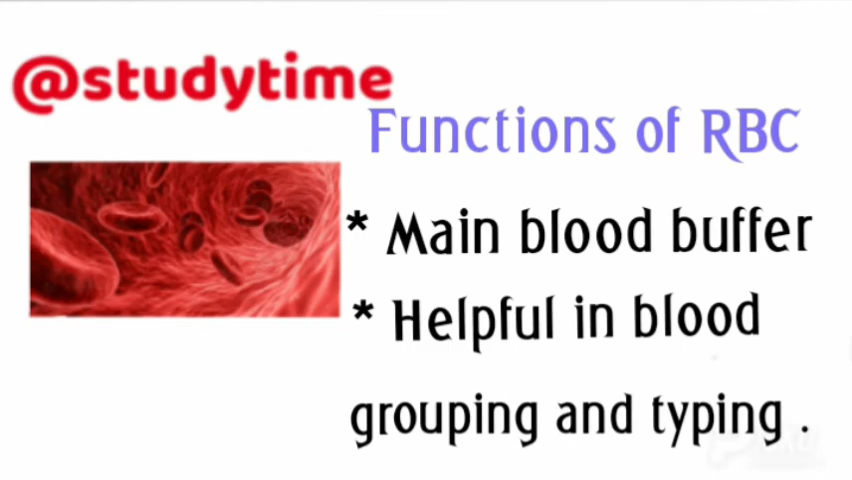 @studytime
Functions of RBC
* Main blood buffer
* Helpful in blood
grouping and typing .